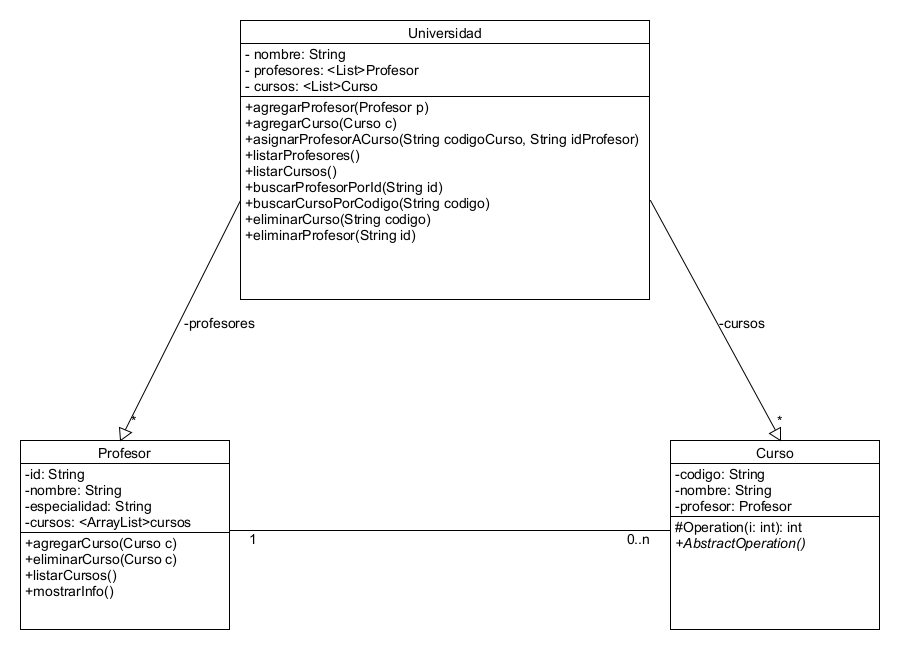 Universidad
- nombre: String
- profesores: <List>Profesor
- cursos: <List>Curso
+agregarProfesor(Profesor p)
+agregarCurso(Curso c)
+asignarProfesorACurso(String codigoCurso, String idProfesor)
+listarProfesores()
+listarCursos()
+buscarProfesorPorId(String id)
+buscarCursoPorCodigo(String codigo)
+eliminarCurso(String codigo)
+eliminarProfesor(String id)
-profesores
-cursos
*
*
Profesor
-id: String
-nombre: String
-especialidad: String
-cursos: <ArrayList>cursos
+agregarCurso(Curso c)
+eliminarCurso(Curso c)
+listarCursos()
+mostrarInfo()
1
0..n
Curso
-codigo: String
-nombre: String
-profesor: Profesor
#Operation(i: int): int
+AbstractOperation()